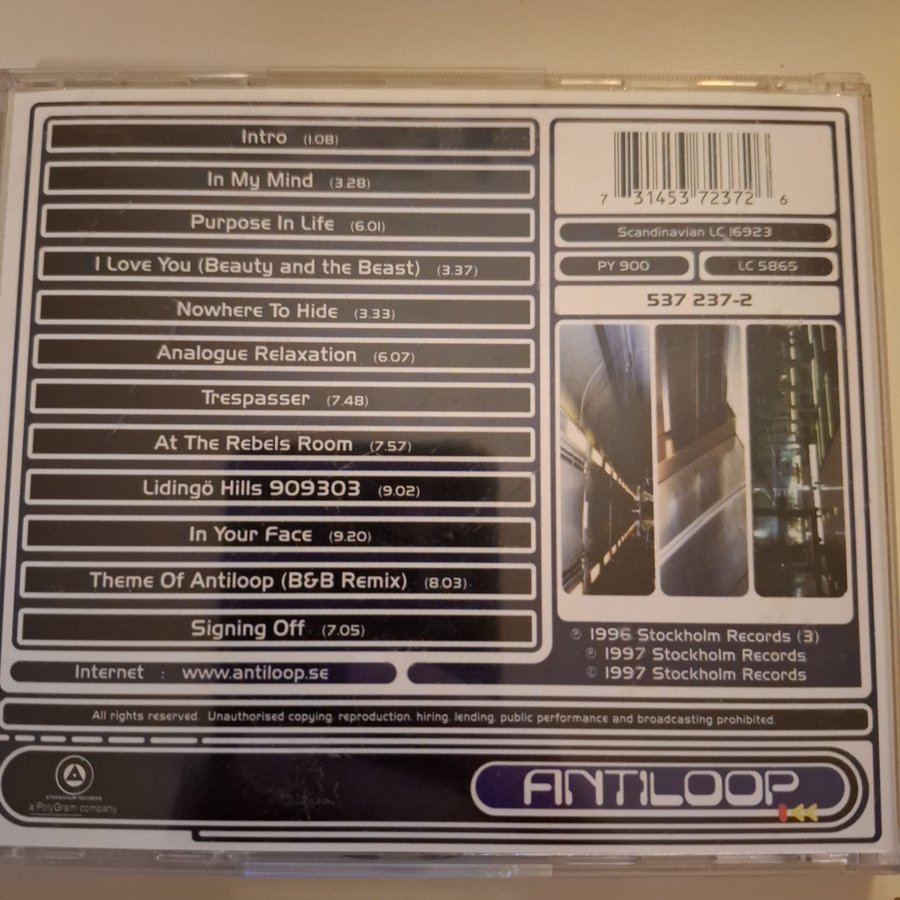 Intro (1.08)
In My Mind (3.28)
Purpose In Life (6.01)
I Love You (Beauty and the Beast) (3.37)
Nowhere To Hide (3.33)
Analogue Relaxation (6.07)
Trespasser (7.48)
At The Rebels Room (7.57)
Lidingö Hills 909303 (9.02)
In Your Face (9.20)
Theme Of Antiloop (B&B Remix) (8.03)
Signing Off (7.05)
Internet : www.antiloop.se
7 31453 72372 6
Scandinavian LC 16923
PY 900 LC 5865
537 237-2
℗ 1996 Stockholm Records (3)
℗ 1997 Stockholm Records
© 1997 Stockholm Records
All rights reserved. Unauthorised copying, reproduction, hiring, lending, public performance and broadcasting prohibited.
STOCKHOLM RECORDS
a PolyGram company
ANTILOOP